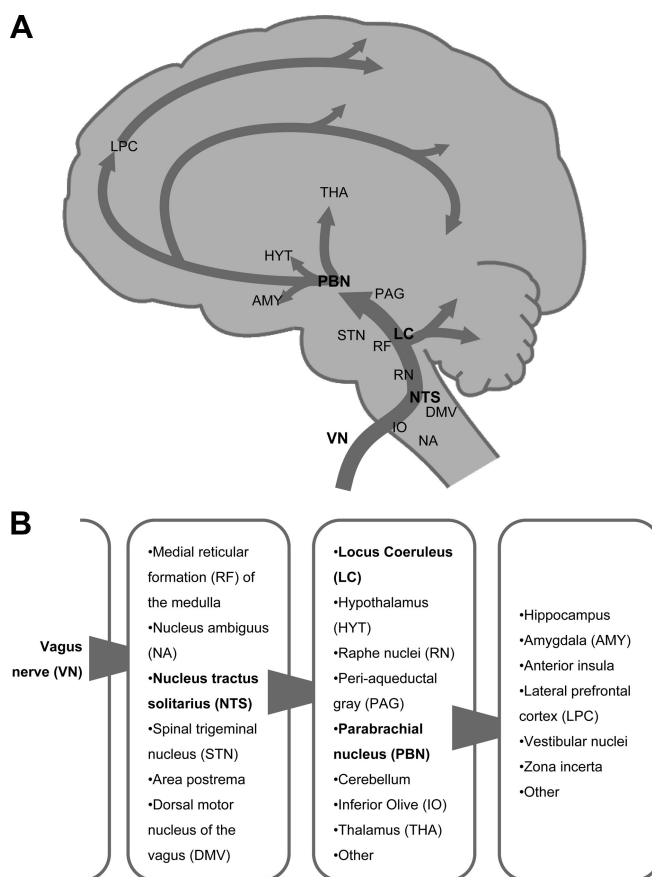 A
LPC
THA
HYT
PBN
AMY
PAG
STN
LC
RF
RN
NTS
DMV
IO
VN
NA
B
Vagus
nerve (VN)
•Medial reticular
formation (RF) of
the medulla
•Nucleus ambiguus
(NA)
•Nucleus tractus
solitarius (NTS)
•Spinal trigeminal
nucleus (STN)
•Area postrema
•Dorsal motor
nucleus of the
vagus (DMV)
•Locus Coeruleus
(LC)
•Hypothalamus
(HYT)
•Raphe nuclei (RN)
•Peri-aqueductal
gray (PAG)
•Parabrachial
nucleus (PBN)
•Cerebellum
•Inferior Olive (IO)
•Thalamus (THA)
•Other
•Hippocampus
•Amygdala (AMY)
•Anterior insula
•Lateral prefrontal
cortex (LPC)
•Vestibular nuclei
•Zona incerta
•Other